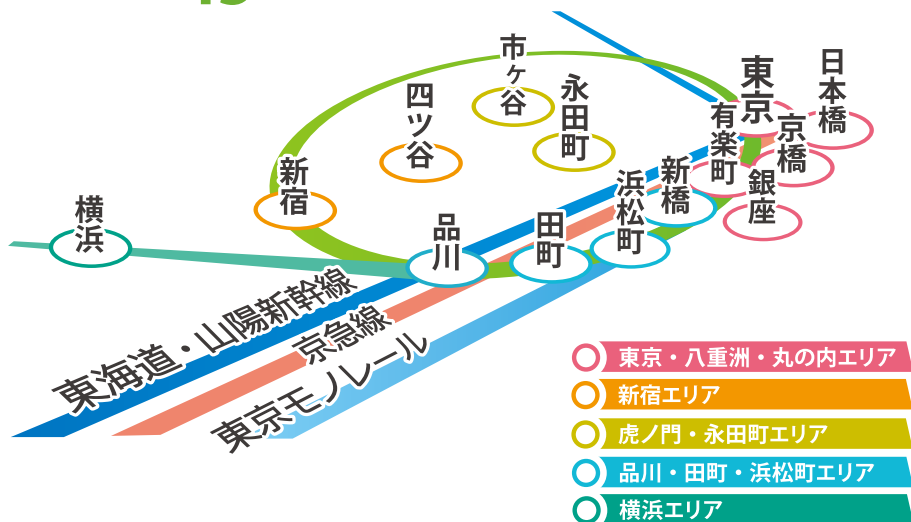 市ヶ谷
永田町
四ツ谷
新宿
横浜
品川
田町
浜松町
新橋
有楽町
東京
京橋
日本橋
銀座
東海道・山陽新幹線
京急線
東京モノレール
東京・八重洲・丸の内エリア
新宿エリア
虎ノ門・永田町エリア
品川・田町・浜松町エリア
横浜エリア